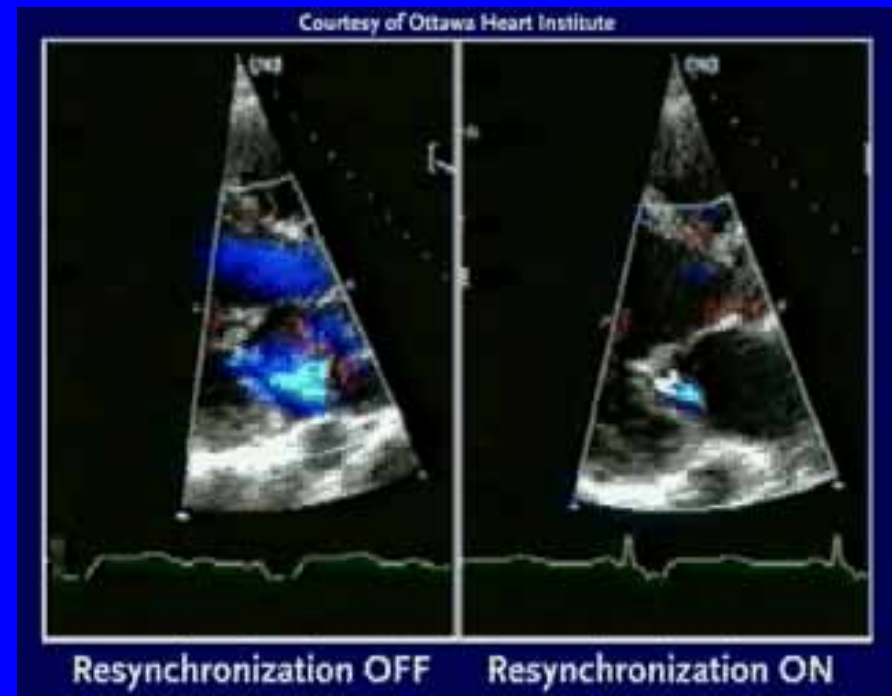 Courtesy of Ottawa Heart Institute
Resynchronization OFF
Resynchronization ON